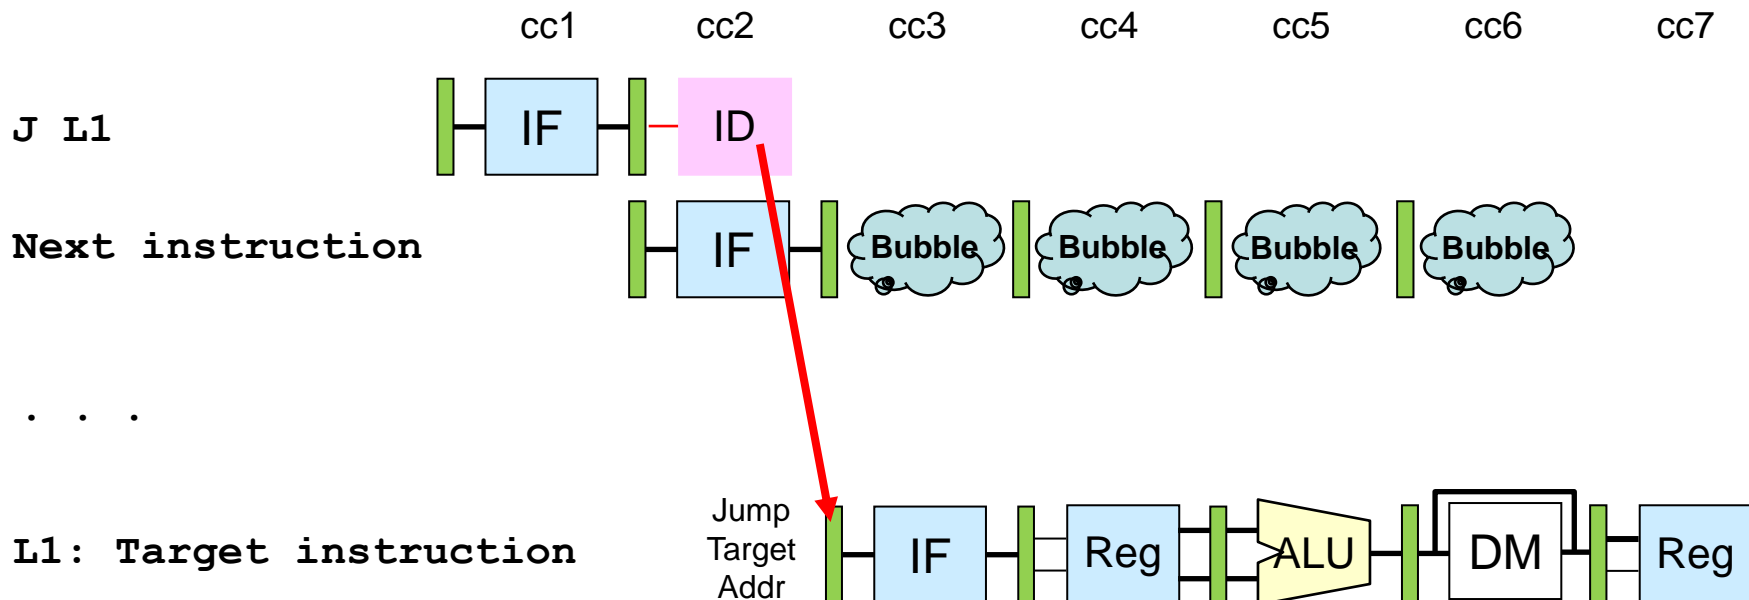 cc1 cc2 cc3 cc4 cc5 cc6 cc7
J L1 IF ID
Next instruction IF Bubble Bubble Bubble Bubble
. . .
L1: Target instruction Jump Target Addr IF Reg ALU DM Reg